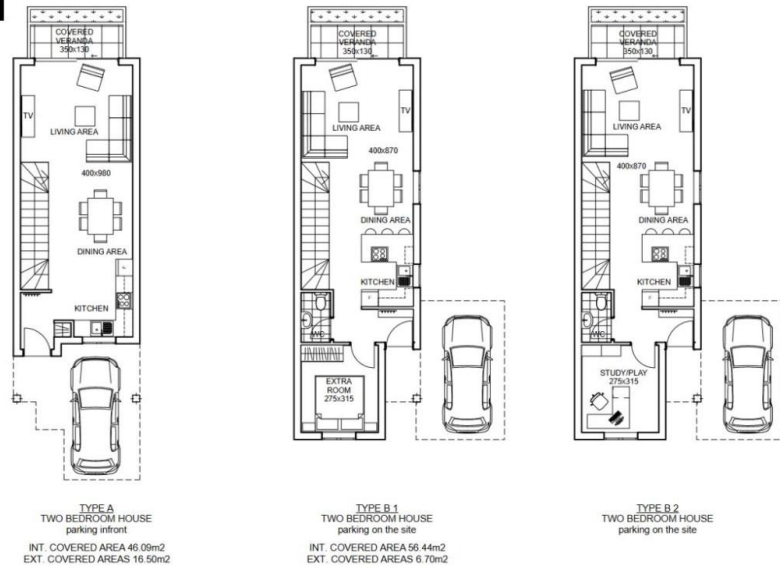 COVERED
VERANDA
350x130
TV
LIVING AREA
400x980
DINING AREA
KITCHEN
TYPE A
TWO BEDROOM HOUSE
parking infront
INT. COVERED AREA 46.09m2
EXT. COVERED AREAS 16.50m2
COVERED
VERANDA
350x130
TV
LIVING AREA
400x870
DINING AREA
KITCHEN
WC
EXTRA
ROOM
275x315
TYPE B 1
TWO BEDROOM HOUSE
parking on the site
INT. COVERED AREA 56.44m2
EXT. COVERED AREAS 6.70m2
COVERED
VERANDA
350x130
TV
LIVING AREA
400x870
DINING AREA
KITCHEN
WC
STUDY/PLAY
275x315
TYPE B 2
TWO BEDROOM HOUSE
parking on the site